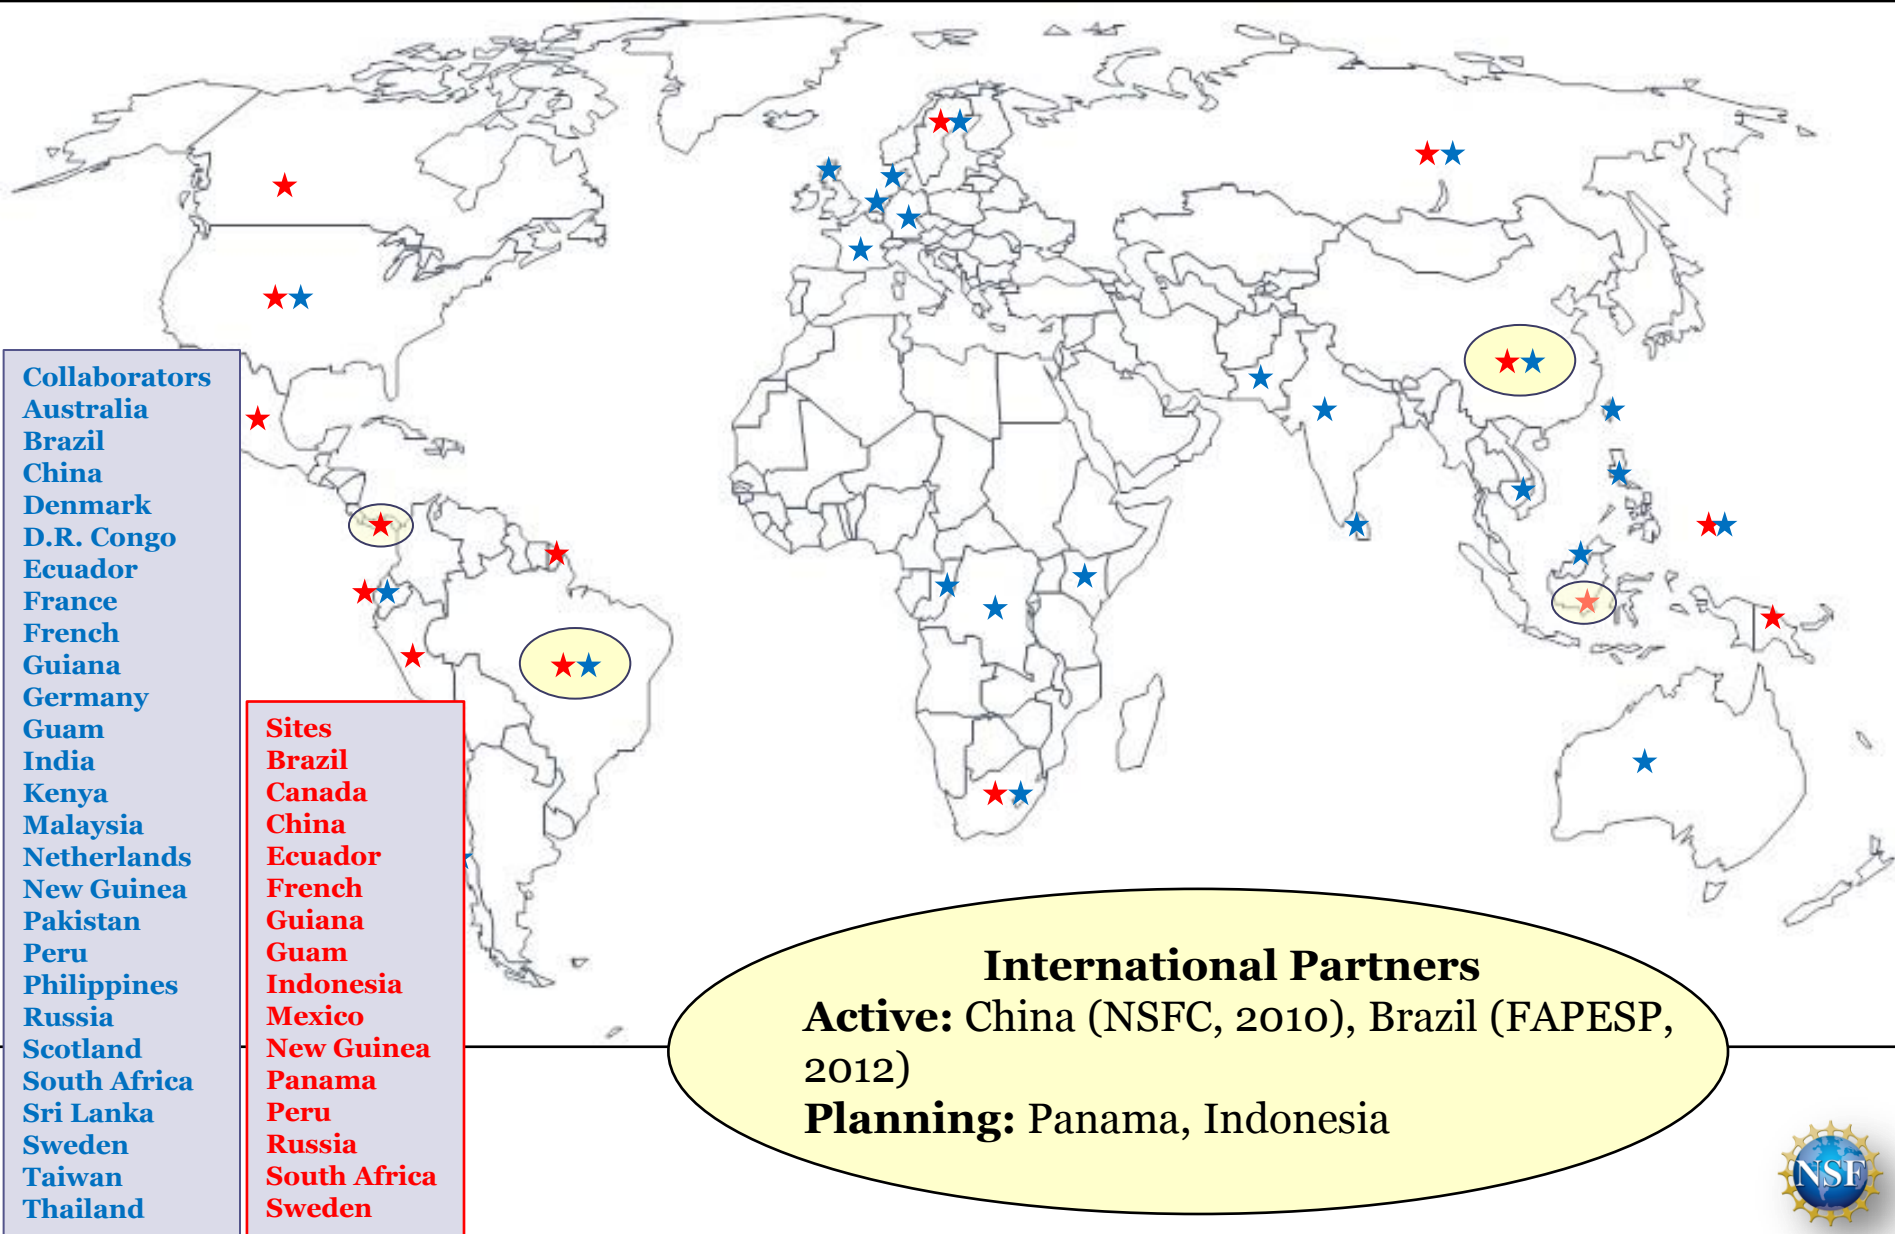 Collaborators
Australia
Brazil
China
Denmark
D.R. Congo
Ecuador
France
French
Guiana
Germany
Guam
India
Kenya
Malaysia
Netherlands
New Guinea
Pakistan
Peru
Philippines
Russia
Scotland
South Africa
Sri Lanka
Sweden
Taiwan
Thailand
Sites
Brazil
Canada
China
Ecuador
French
Guiana
Guam
Indonesia
Mexico
New Guinea
Panama
Peru
Russia
South Africa
Sweden
International Partners
Active: China (NSFC, 2010), Brazil (FAPESP,
2012)
Planning: Panama, Indonesia
NSF